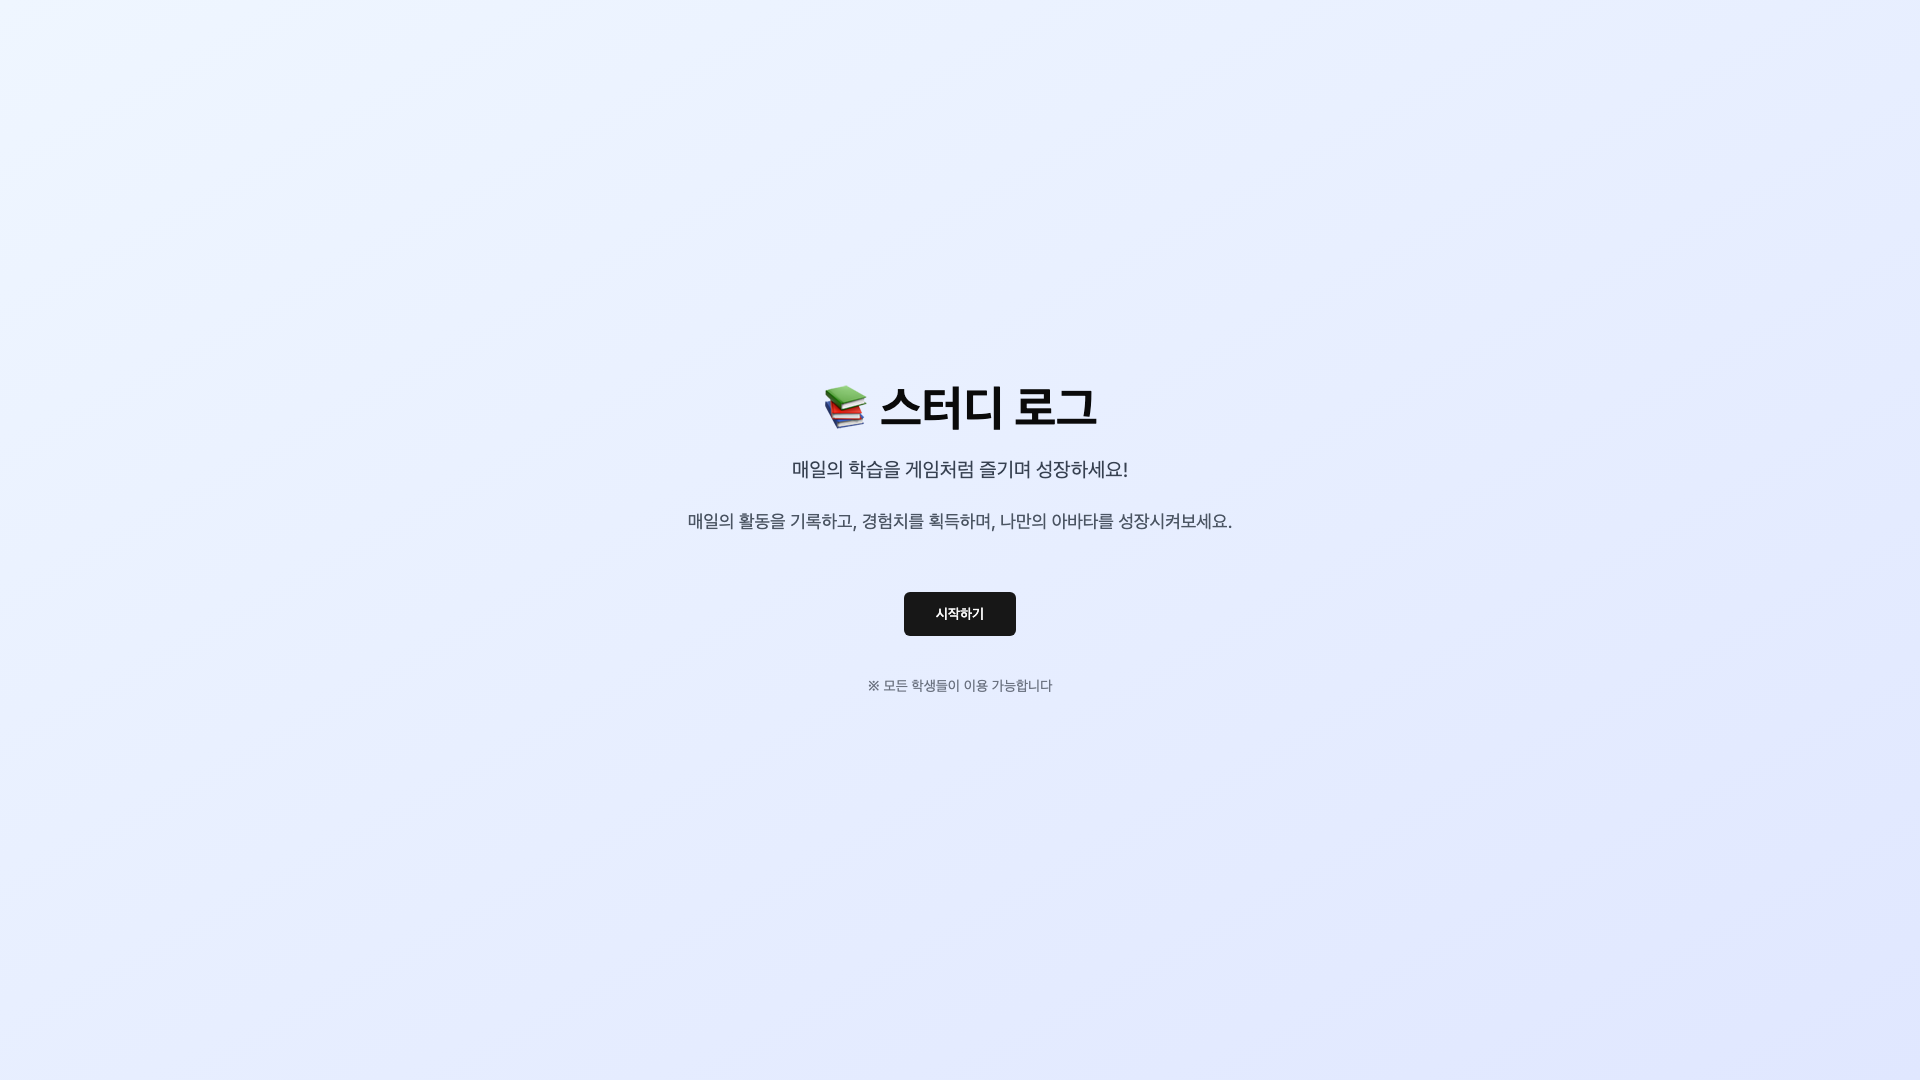 📚 스터디 로그
매일의 학습을 게임처럼 즐기며 성장하세요!
매일의 활동을 기록하고, 경험치를 획득하며, 나만의 아바타를 성장시켜보세요.
시작하기
※ 모든 학생들이 이용 가능합니다